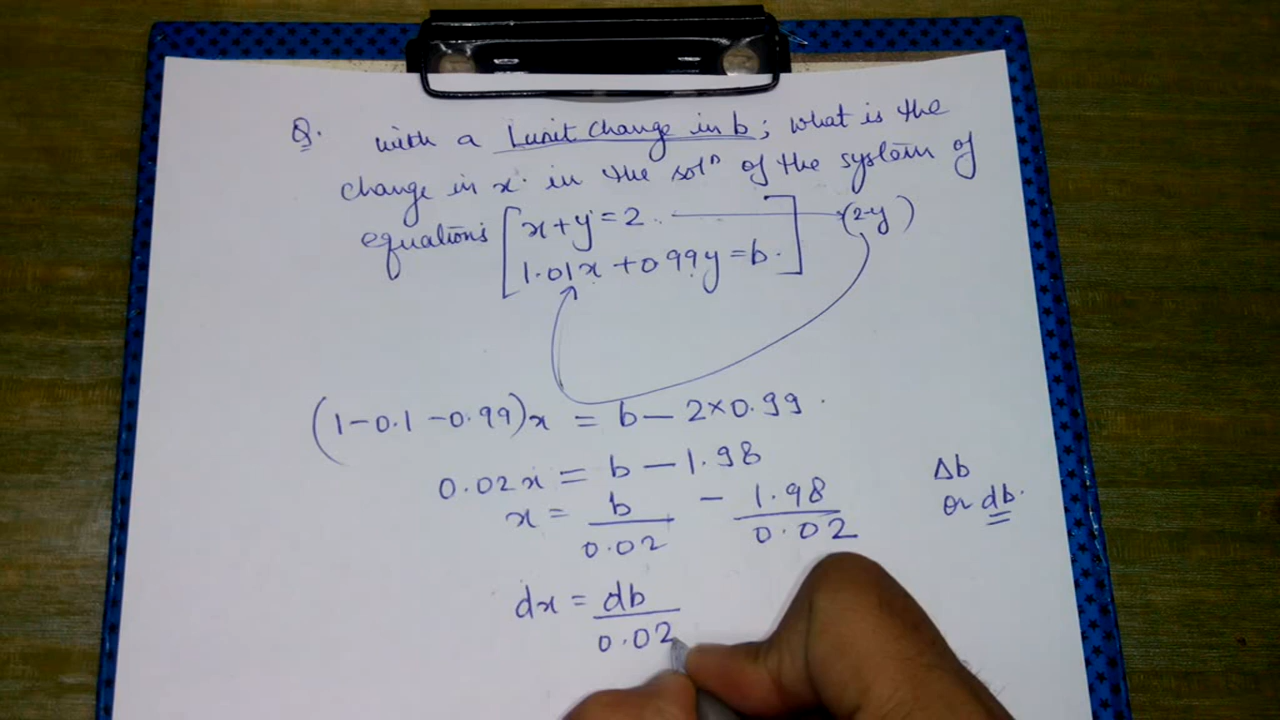 Q. with a 1 unit change in b; what is the
change in x in the solⁿ of the system of
equations [x+y=2. (2-y)
1.01x+0.99y=b.]
(1-0.1-0.99)x = b-2×0.99.
0.02x = b-1.98
x = b/0.02 - 1.98/0.02
Δb
or db.
dx = db/0.02